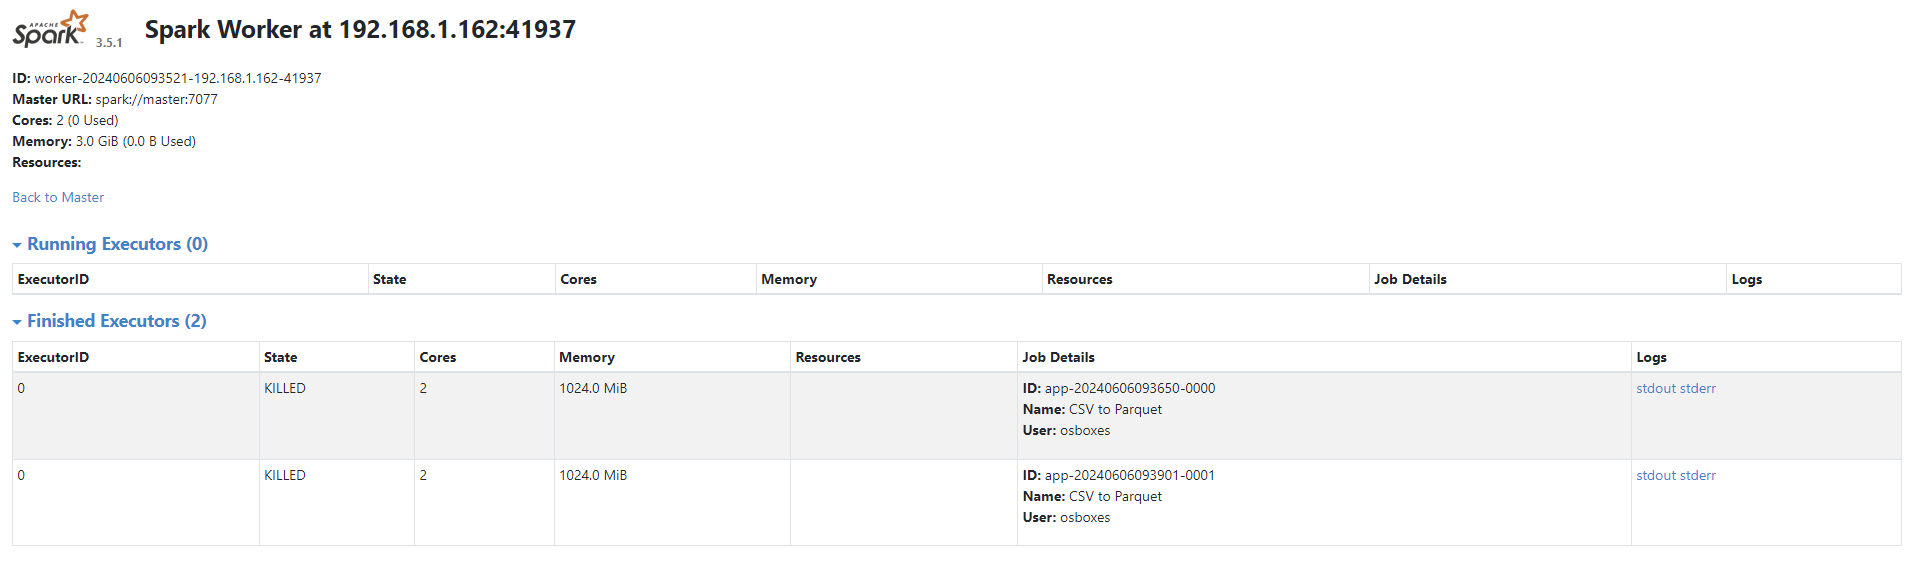 APACHE
Spark 3.5.1 Spark Worker at 192.168.1.162:41937
ID: worker-20240606093521-192.168.1.162-41937
Master URL: spark://master:7077
Cores: 2 (0 Used)
Memory: 3.0 GiB (0.0 B Used)
Resources:
Back to Master
Running Executors (0)
ExecutorID State Cores Memory Resources Job Details Logs
Finished Executors (2)
ExecutorID State Cores Memory Resources Job Details Logs
0 KILLED 2 1024.0 MiB ID: app-20240606093650-0000 stdout stderr
Name: CSV to Parquet
User: osboxes
0 KILLED 2 1024.0 MiB ID: app-20240606093901-0001 stdout stderr
Name: CSV to Parquet
User: osboxes